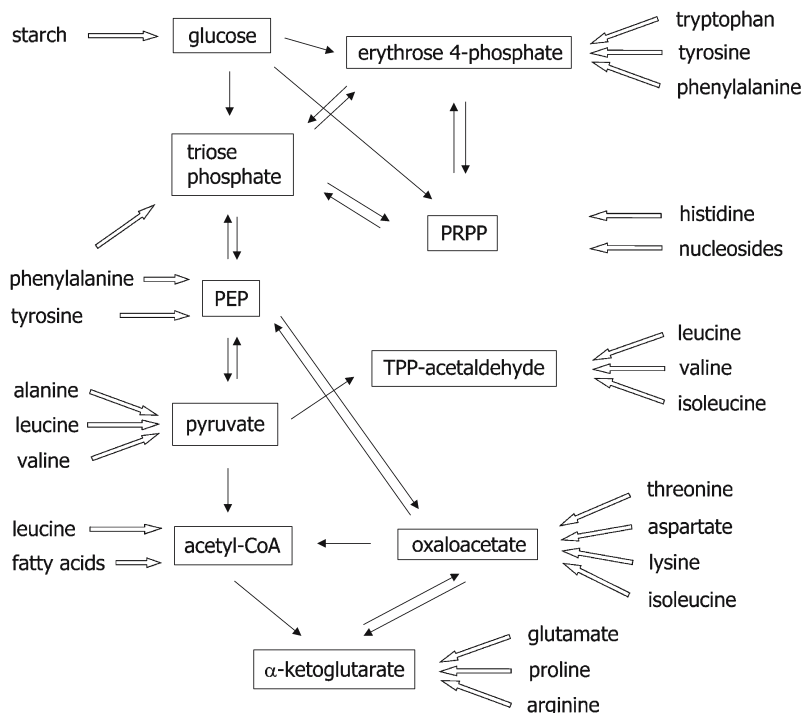 starch
glucose
erythrose 4-phosphate
tryptophan
tyrosine
phenylalanine
triose
phosphate
PRPP
histidine
nucleosides
phenylalanine
tyrosine
PEP
TPP-acetaldehyde
leucine
valine
isoleucine
alanine
leucine
valine
pyruvate
leucine
fatty acids
acetyl-CoA
oxaloacetate
threonine
aspartate
lysine
isoleucine
α-ketoglutarate
glutamate
proline
arginine